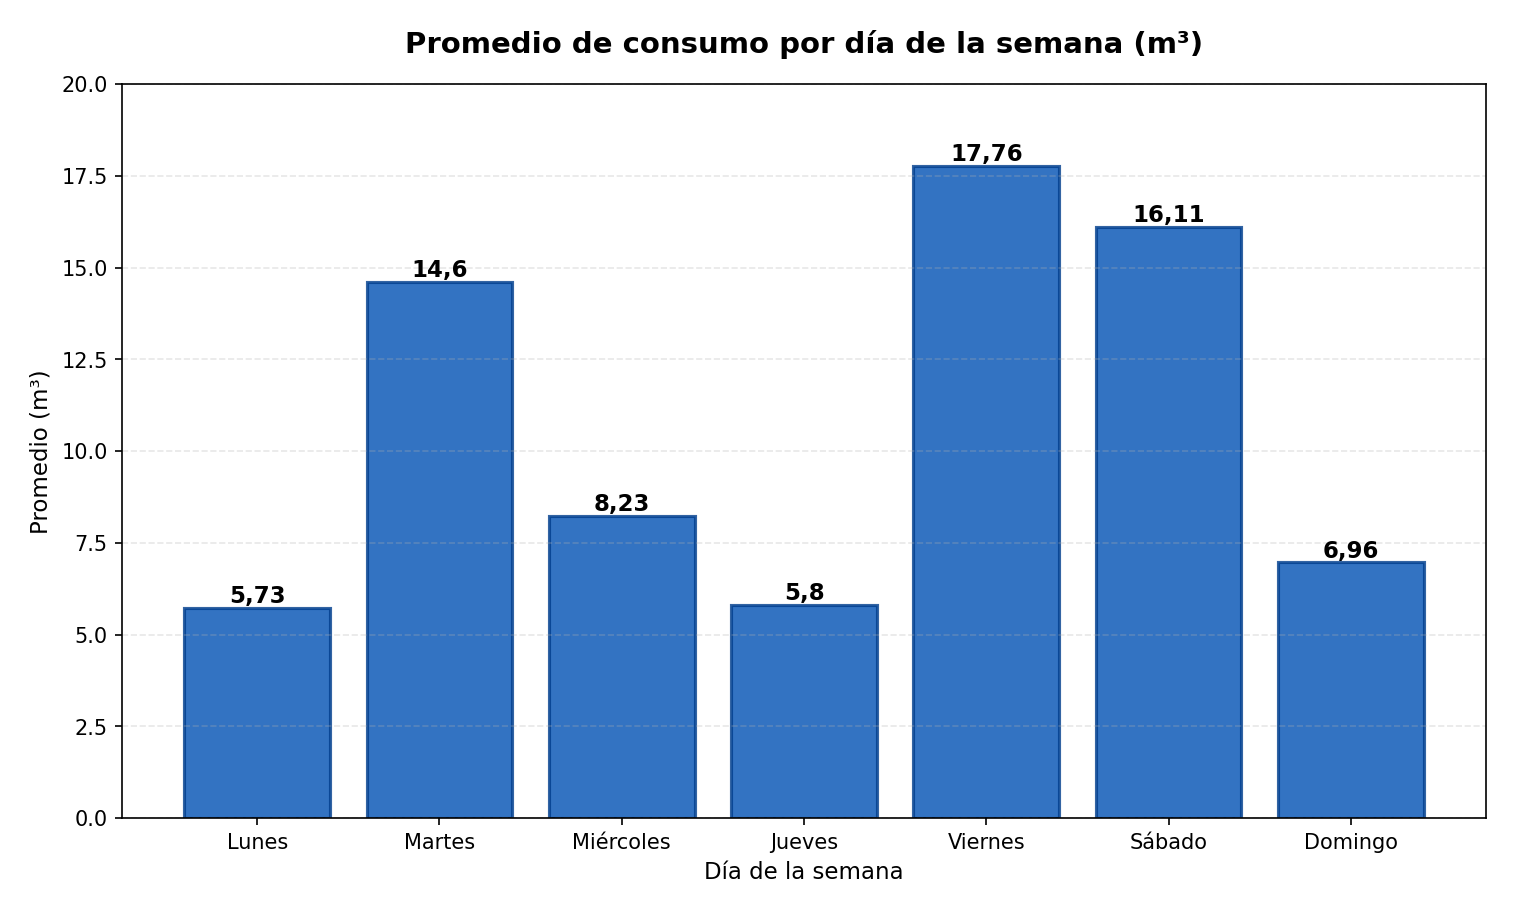 Promedio de consumo por día de la semana (m³)
20.0
17.5
15.0
12.5
10.0
7.5
5.0
2.5
0.0
Promedio (m³)
5,73
14,6
8,23
5,8
17,76
16,11
6,96
Lunes
Martes
Miércoles
Jueves
Viernes
Sábado
Domingo
Día de la semana